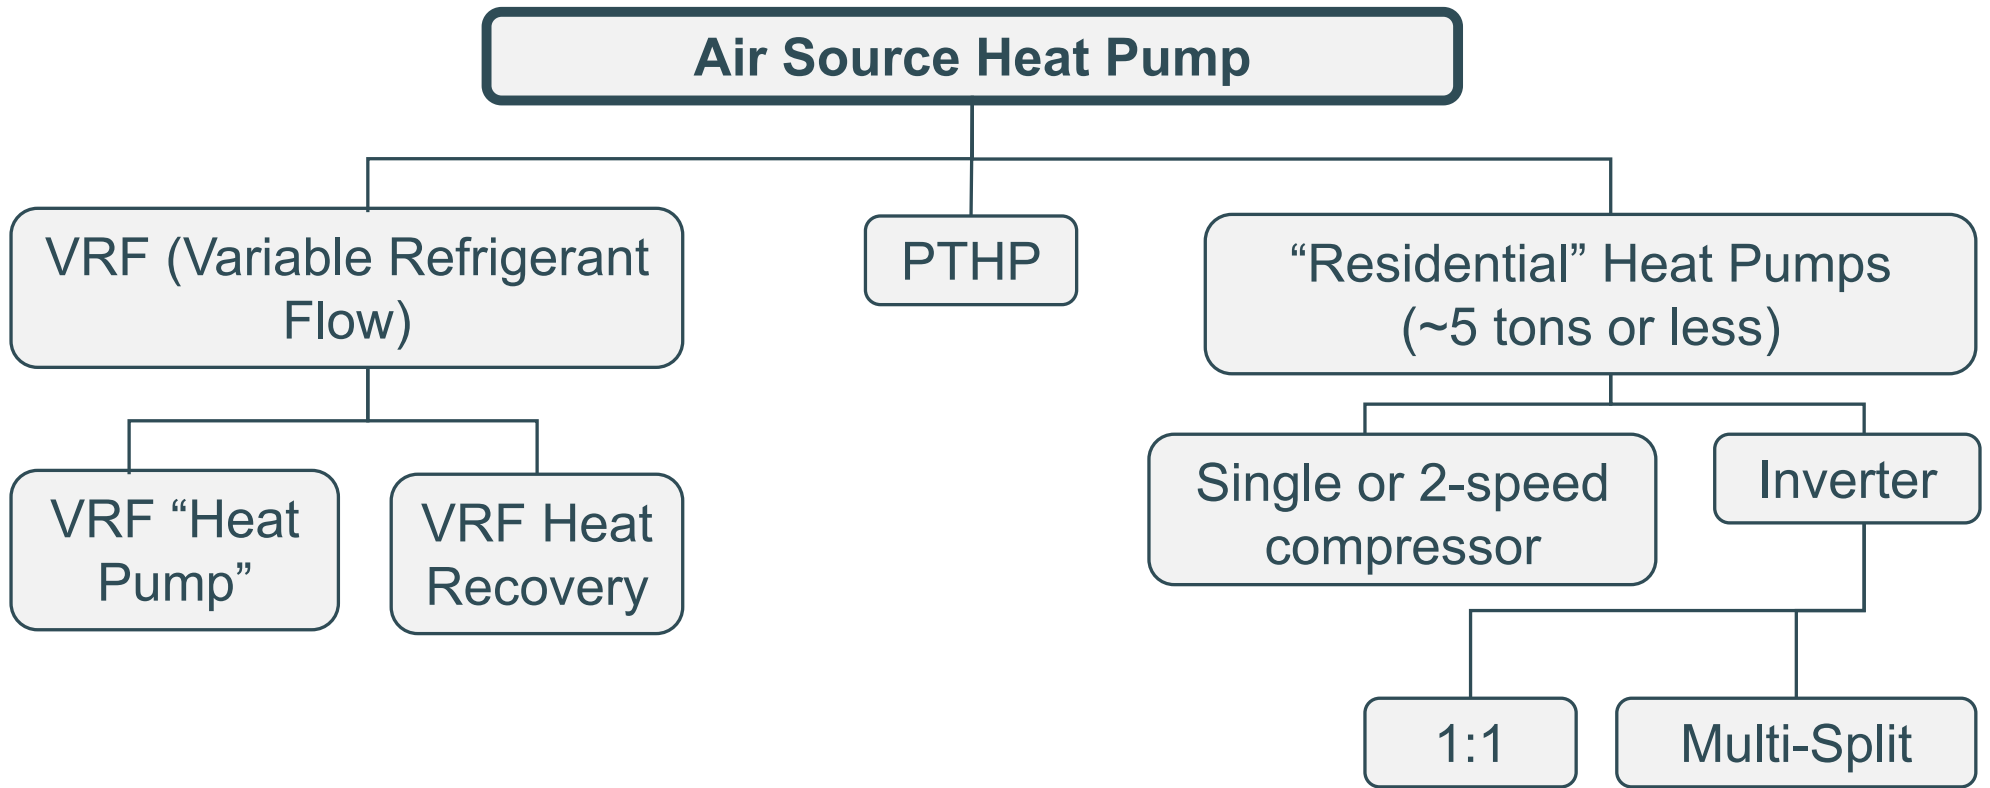 Air Source Heat Pump
VRF (Variable Refrigerant
Flow)
PTHP
“Residential” Heat Pumps
(~5 tons or less)
VRF “Heat
Pump”
VRF Heat
Recovery
Single or 2-speed
compressor
Inverter
1:1
Multi-Split